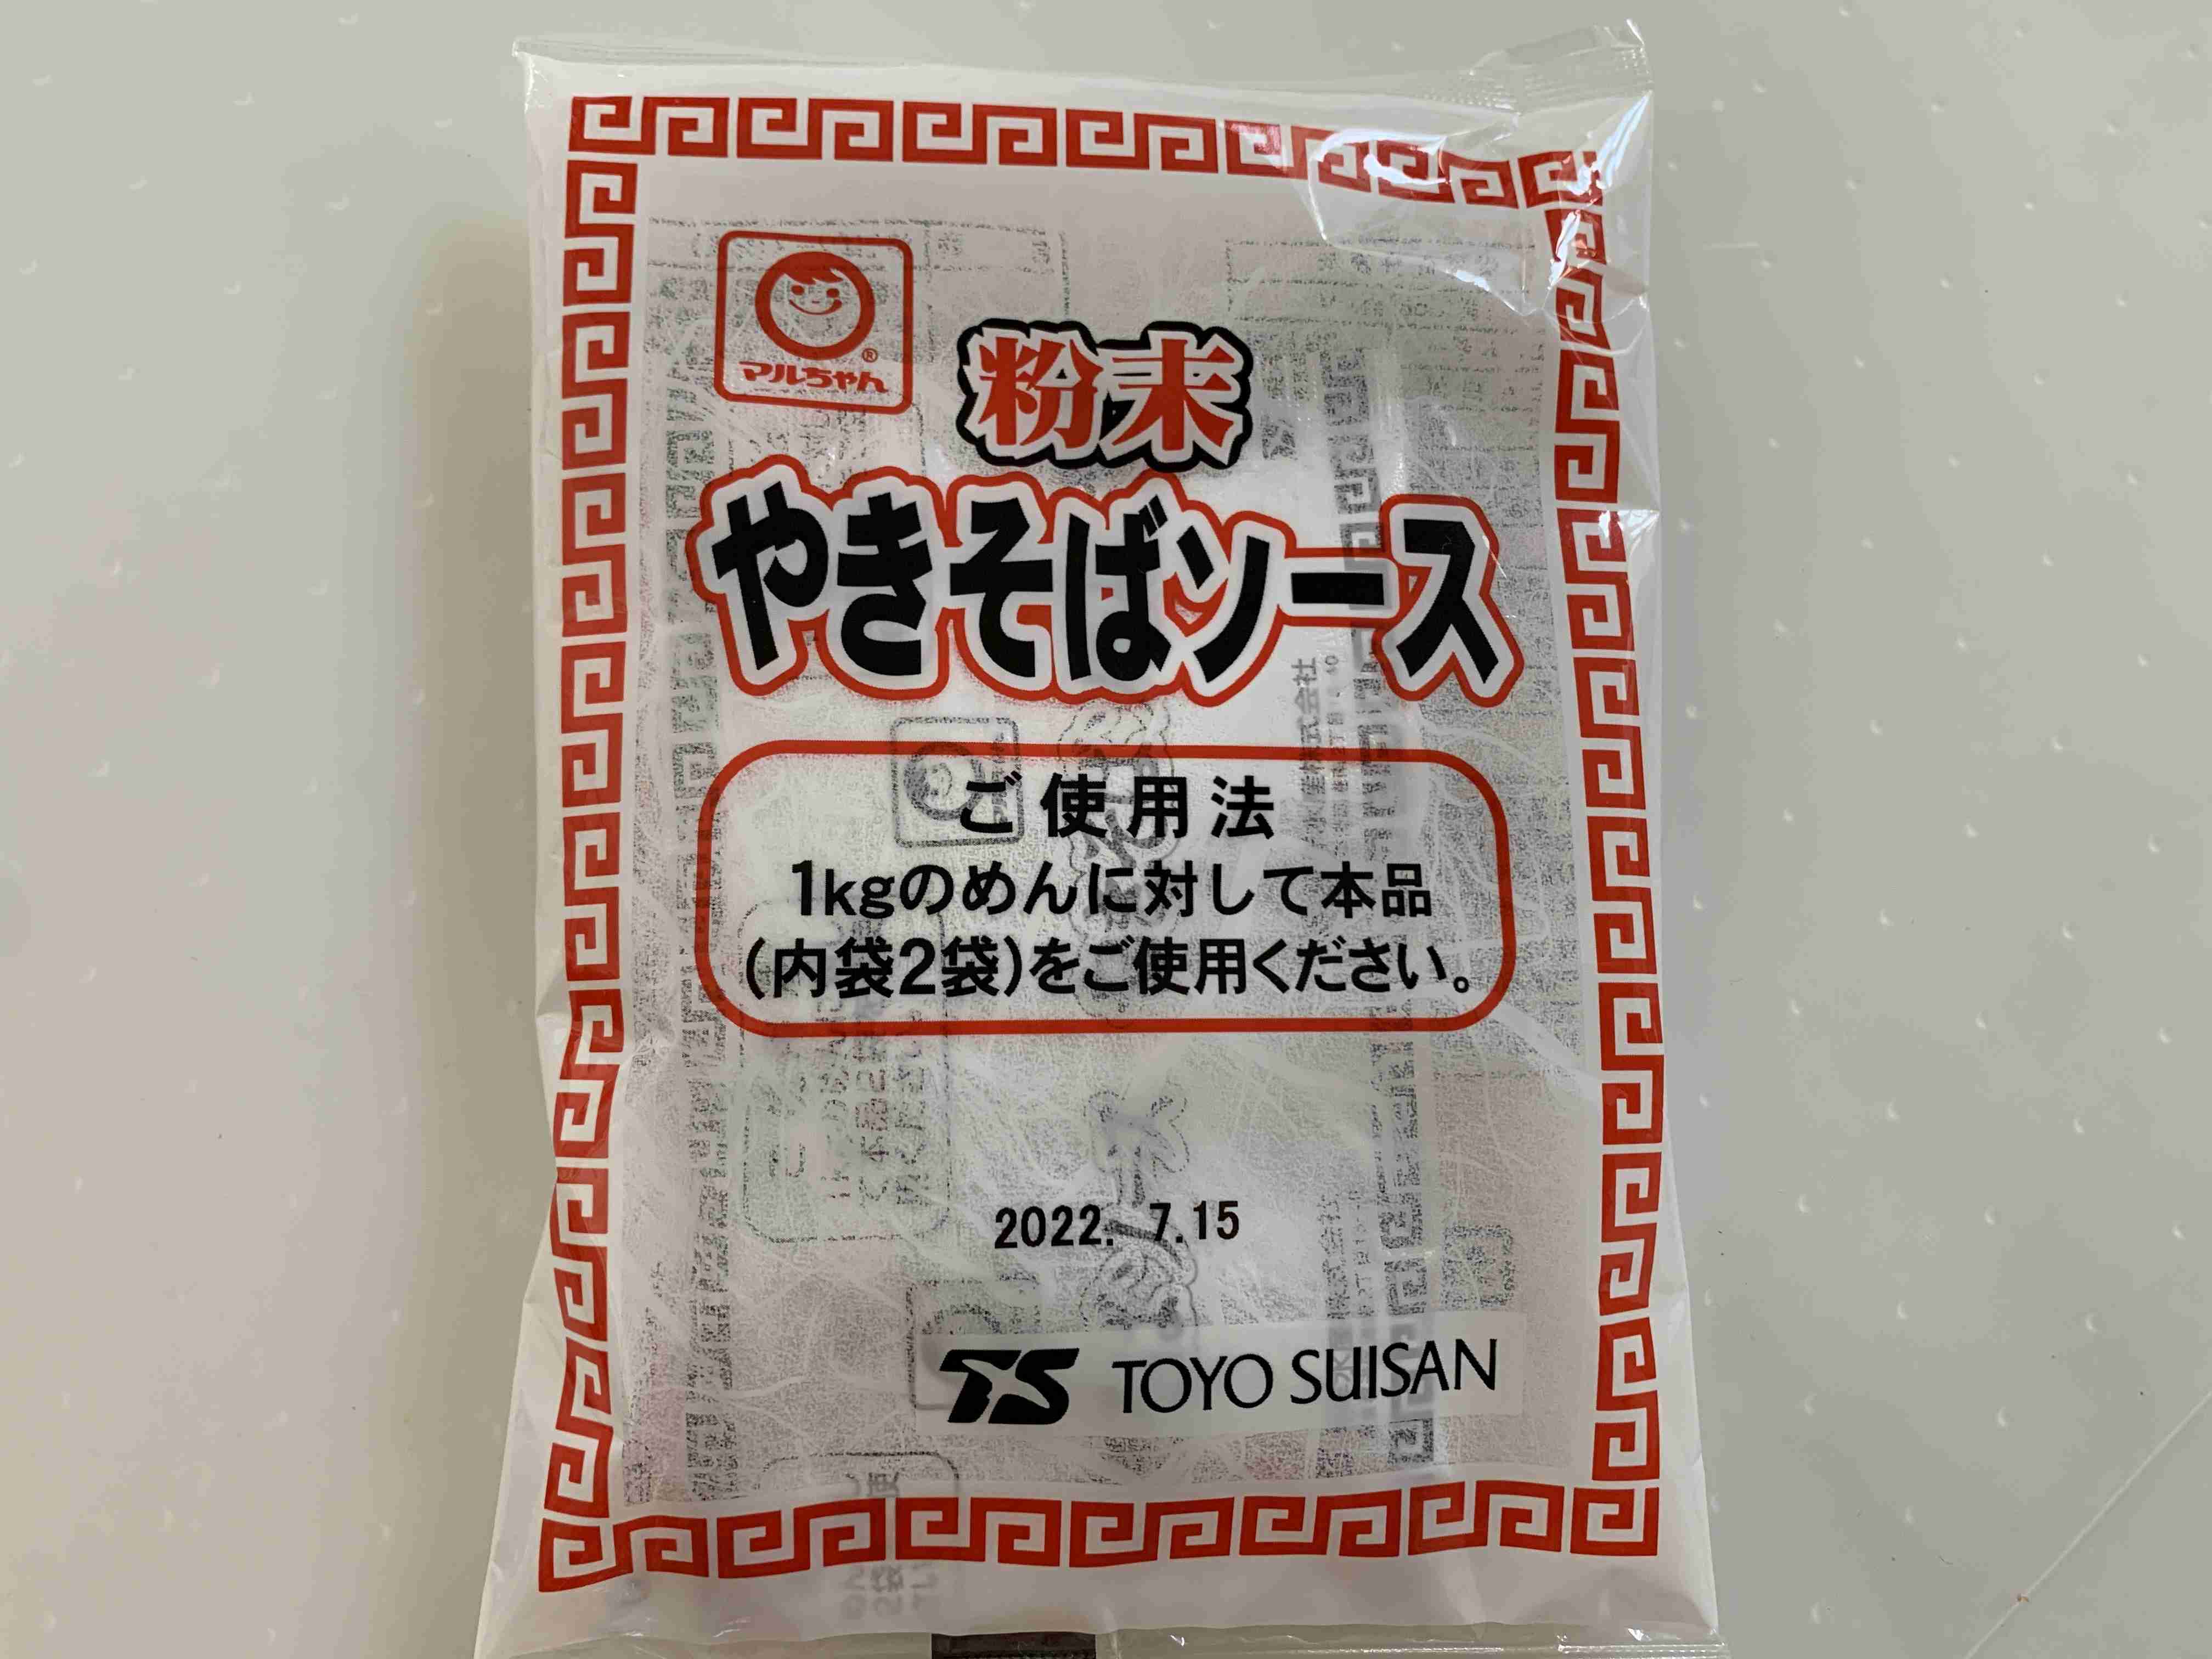 マルちゃん®
粉末
やきそばソース
ご使用法
1kgのめんに対して本品
(内袋2袋)をご使用ください。
2022. 7.15
TS TOYO SUISAN